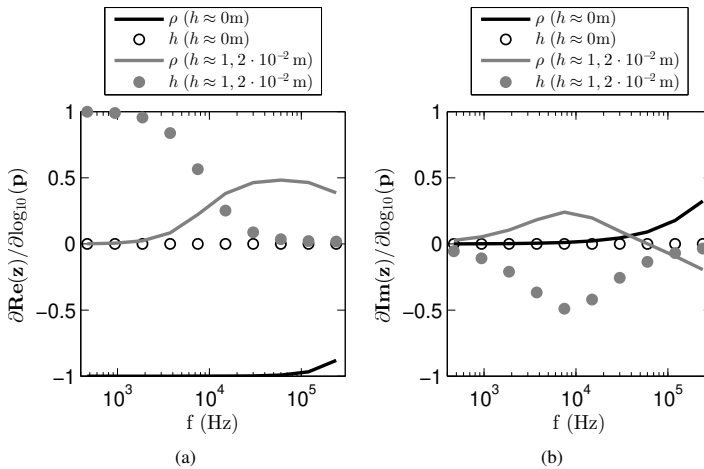 ρ (h ≈ 0m)
h (h ≈ 0m)
ρ (h ≈ 1, 2 · 10⁻² m)
h (h ≈ 1, 2 · 10⁻² m)
1
0.5
0
−0.5
−1
∂Re(z)/∂log₁₀(p)
10³
10⁴
10⁵
f (Hz)
(a)
ρ (h ≈ 0m)
h (h ≈ 0m)
ρ (h ≈ 1, 2 · 10⁻² m)
h (h ≈ 1, 2 · 10⁻² m)
1
0.5
0
−0.5
−1
∂Im(z)/∂log₁₀(p)
10³
10⁴
10⁵
f (Hz)
(b)